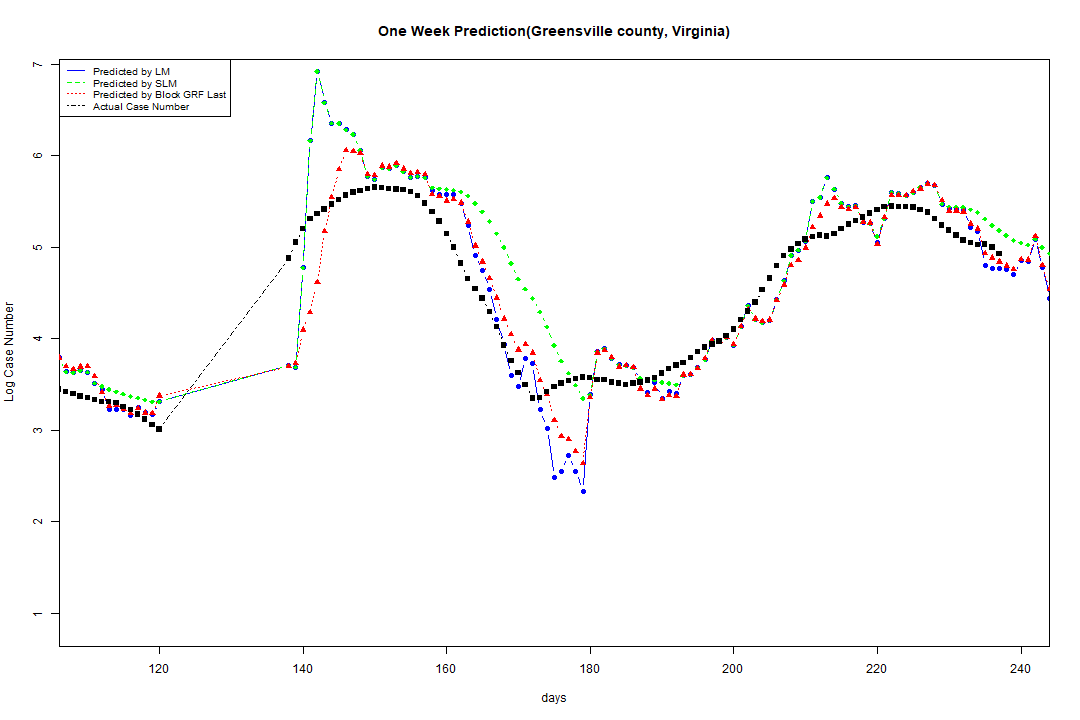 One Week Prediction(Greensville county, Virginia)
Predicted by LM
Predicted by SLM
Predicted by Block GRF Last
Actual Case Number
Log Case Number
7
6
5
4
3
2
1
120 140 160 180 200 220 240
days